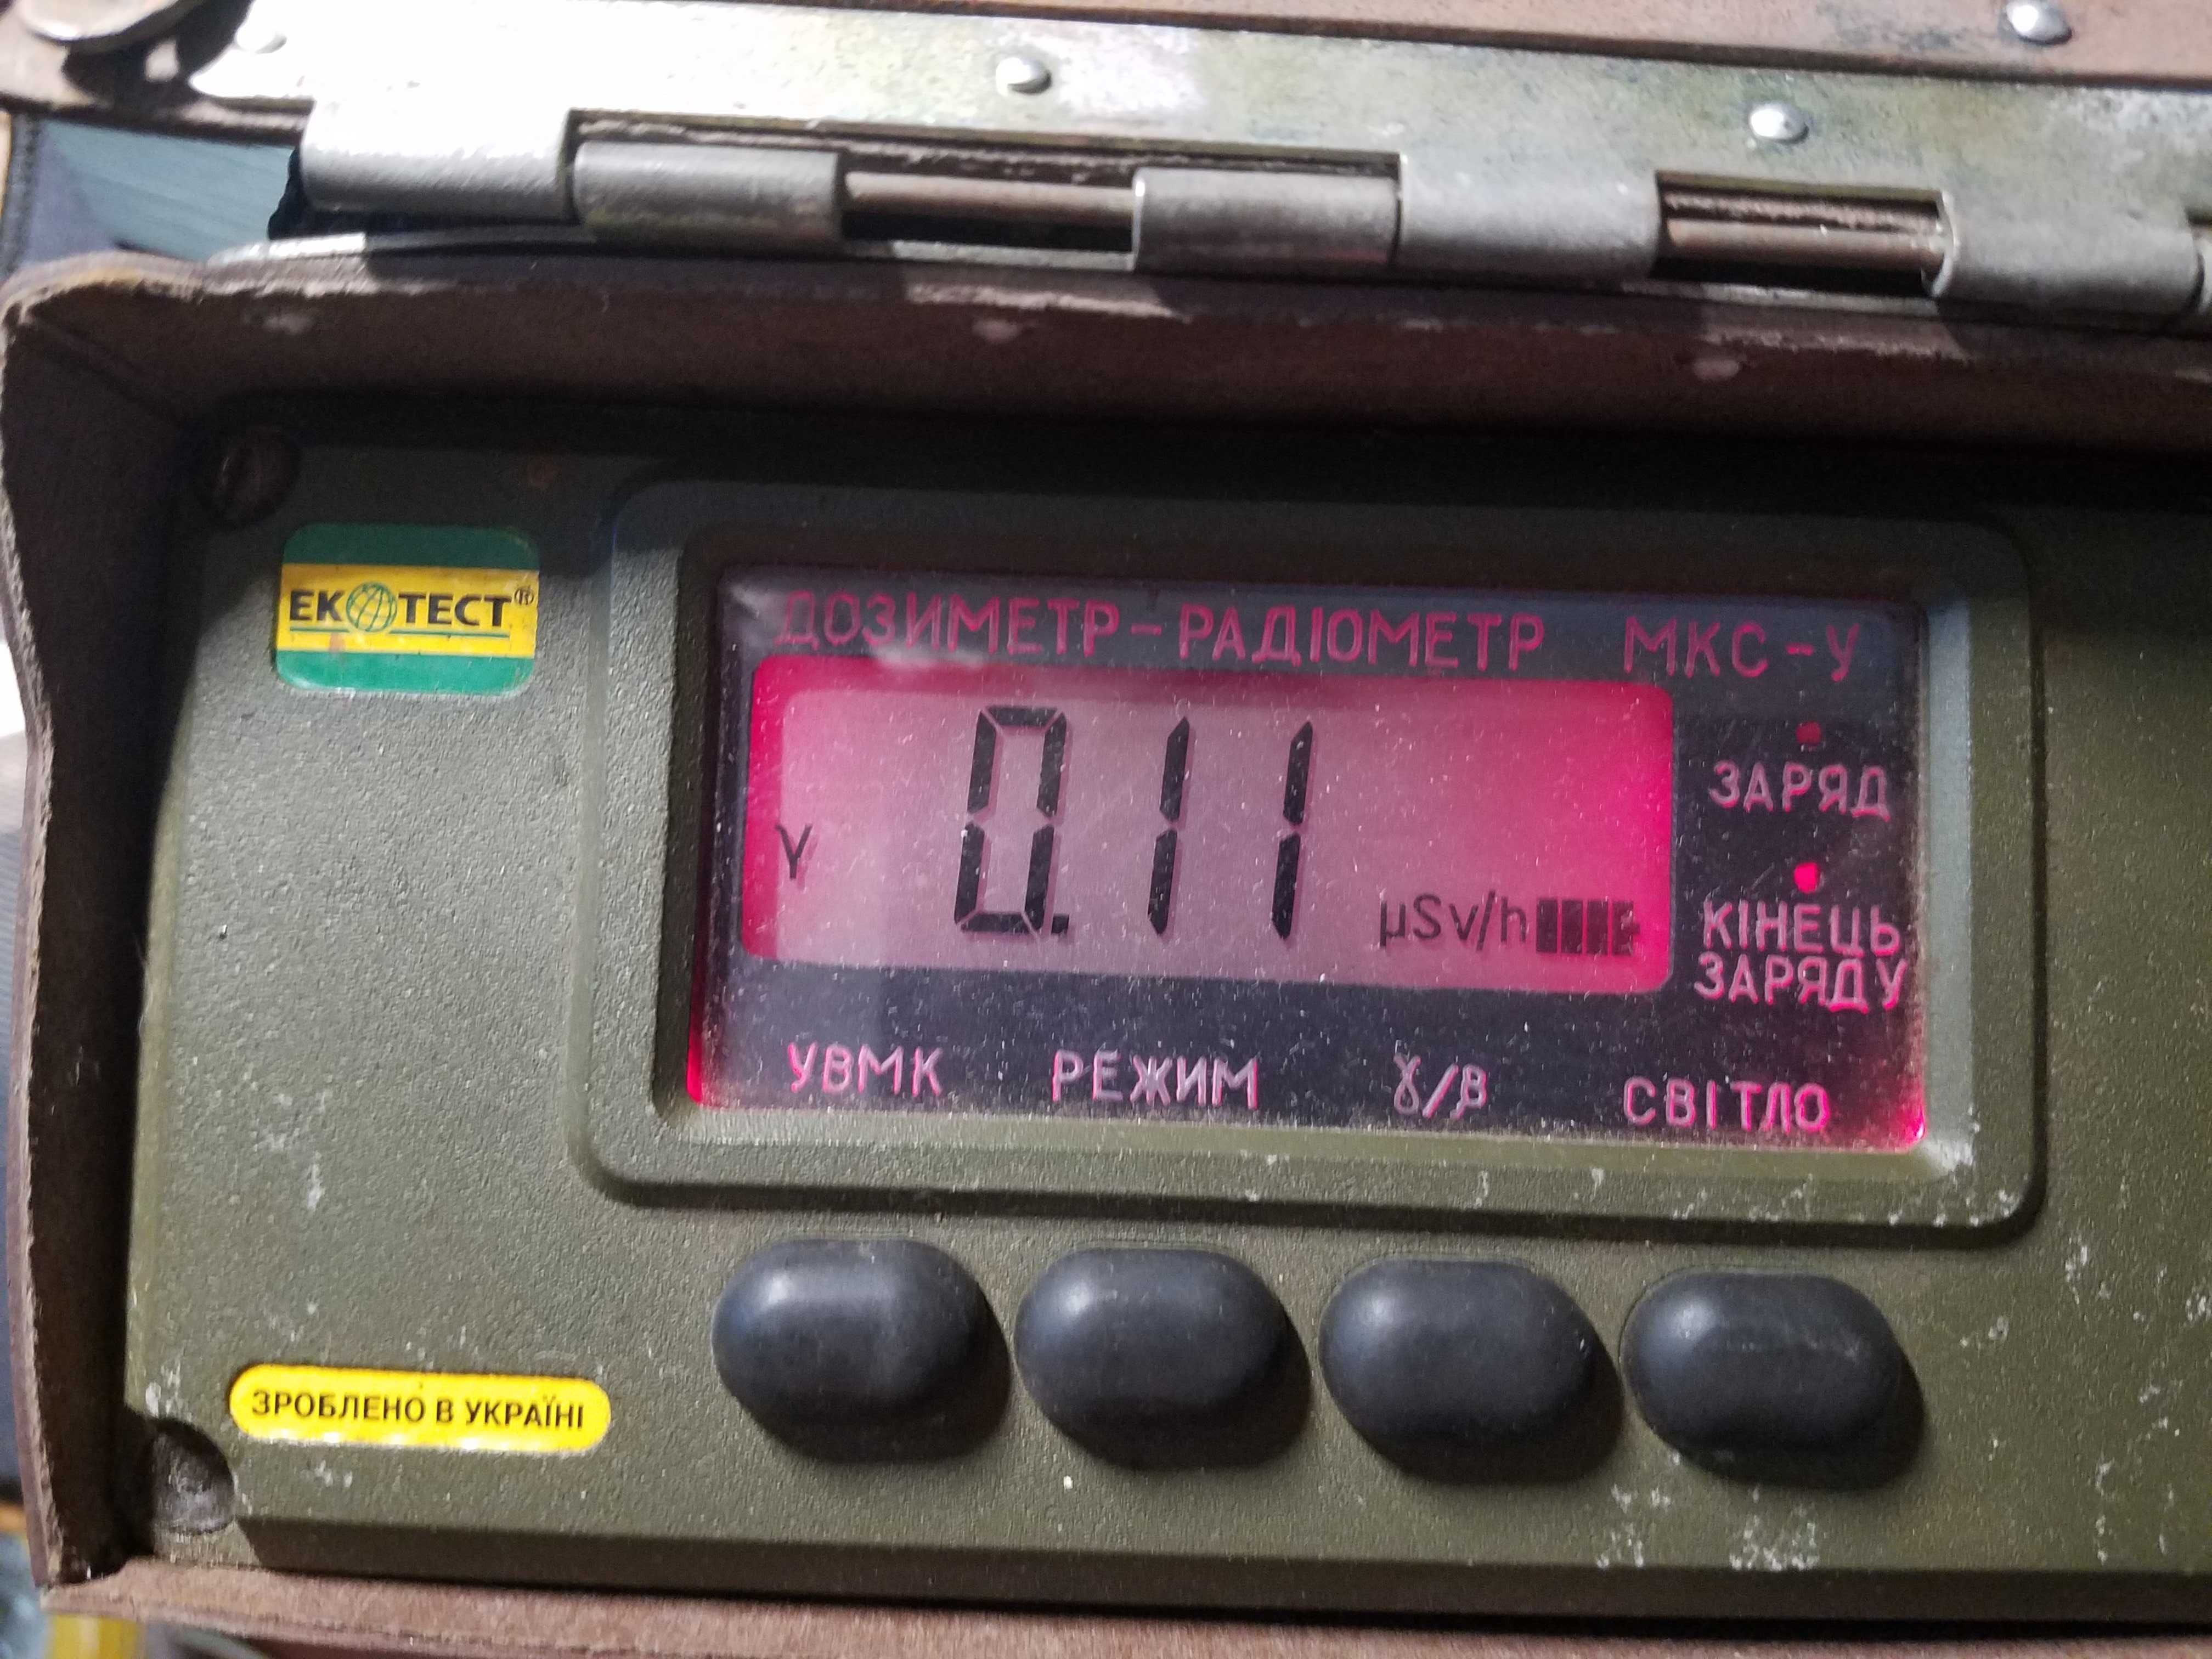 ЕКОТЕСТ®
ДОЗИМЕТР-РАДІОМЕТР МКС-У
γ 0.11 μSv/h
ЗАРЯД
КІНЕЦЬ
ЗАРЯДУ
УВМК РЕЖИМ γ/β СВІТЛО
ЗРОБЛЕНО В УКРАЇНІ